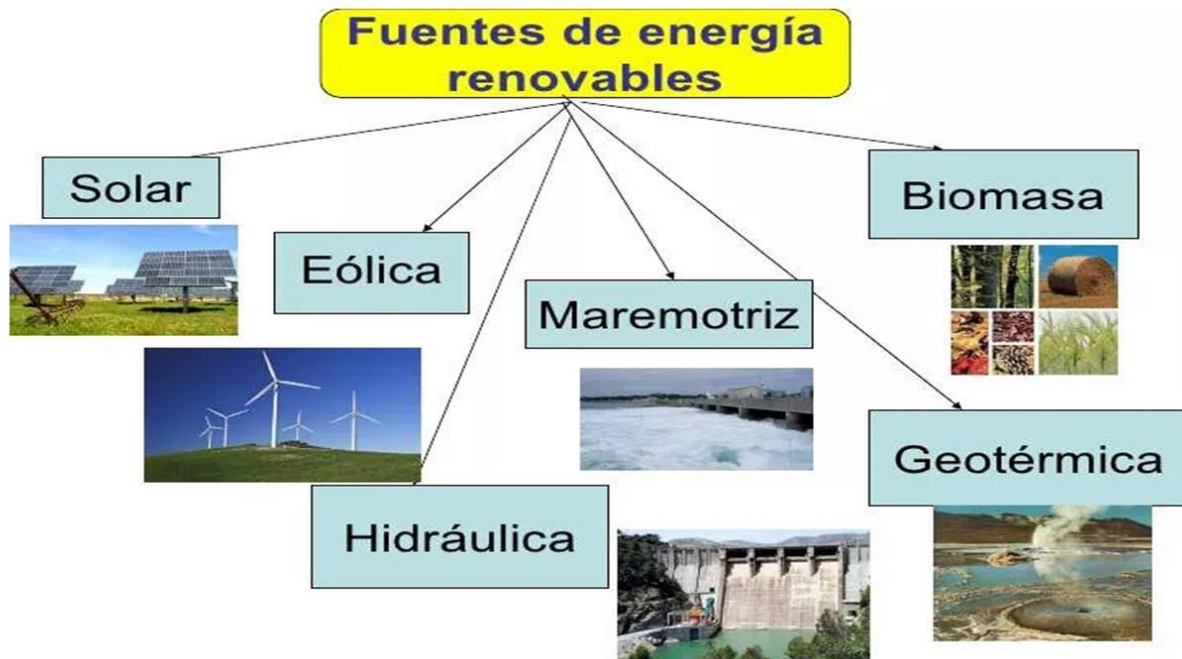 Fuentes de energía
renovables
Solar
Biomasa
Eólica
Maremotriz
Geotérmica
Hidráulica